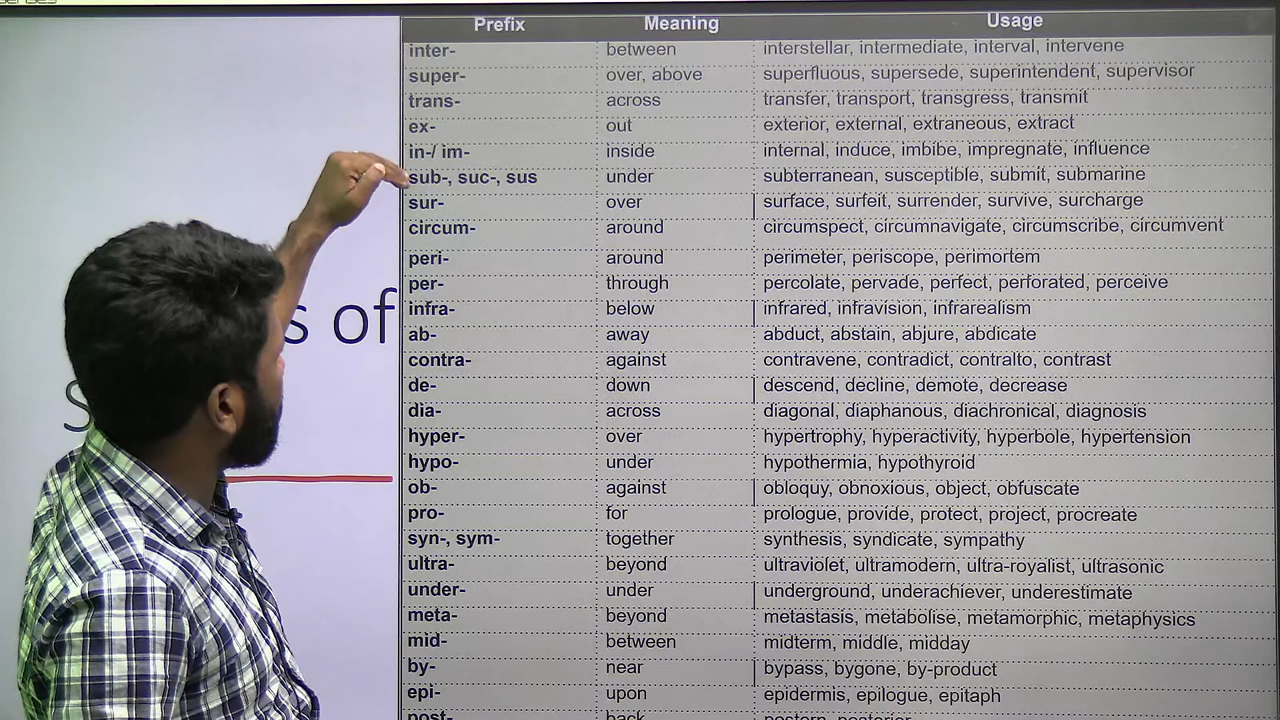 Prefix Meaning Usage
inter- between interstellar, intermediate, interval, intervene
super- over, above superfluous, supersede, superintendent, supervisor
trans- across transfer, transport, transgress, transmit
ex- out exterior, external, extraneous, extract
in-/ im- inside internal, induce, imbibe, impregnate, influence
sub-, suc-, sus under subterranean, susceptible, submit, submarine
sur- over surface, surfeit, surrender, survive, surcharge
circum- around circumspect, circumnavigate, circumscribe, circumvent
peri- around perimeter, periscope, perimortem
per- through percolate, pervade, perfect, perforated, perceive
s of
infra- below infrared, infravision, infrarealism
ab- away abduct, abstain, abjure, abdicate
contra- against contravene, contradict, contralto, contrast
de- down descend, decline, demote, decrease
dia- across diagonal, diaphanous, diachronical, diagnosis
hyper- over hypertrophy, hyperactivity, hyperbole, hypertension
hypo- under hypothermia, hypothyroid
ob- against obloquy, obnoxious, object, obfuscate
pro- for prologue, provide, protect, project, procreate
syn-, sym- together synthesis, syndicate, sympathy
ultra- beyond ultraviolet, ultramodern, ultra-royalist, ultrasonic
under- under underground, underachiever, underestimate
meta- beyond metastasis, metabolise, metamorphic, metaphysics
mid- between midterm, middle, midday
by- near bypass, bygone, by-product
epi- upon epidermis, epilogue, epitaph
post- back postern, posterior